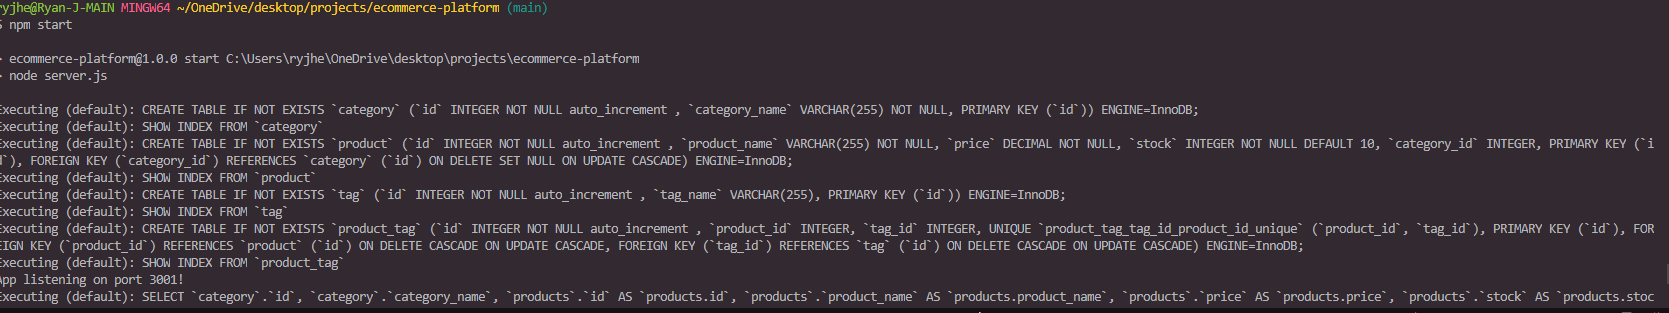 ryjhe@Ryan-J-MAIN MINGW64 ~/OneDrive/desktop/projects/ecommerce-platform (main)
$ npm start
> ecommerce-platform@1.0.0 start C:\Users\ryjhe\OneDrive\desktop\projects\ecommerce-platform
> node server.js
Executing (default): CREATE TABLE IF NOT EXISTS `category` (`id` INTEGER NOT NULL auto_increment , `category_name` VARCHAR(255) NOT NULL, PRIMARY KEY (`id`)) ENGINE=InnoDB;
Executing (default): SHOW INDEX FROM `category`
Executing (default): CREATE TABLE IF NOT EXISTS `product` (`id` INTEGER NOT NULL auto_increment , `product_name` VARCHAR(255) NOT NULL, `price` DECIMAL NOT NULL, `stock` INTEGER NOT NULL DEFAULT 10, `category_id` INTEGER, PRIMARY KEY (`i
d`), FOREIGN KEY (`category_id`) REFERENCES `category` (`id`) ON DELETE SET NULL ON UPDATE CASCADE) ENGINE=InnoDB;
Executing (default): SHOW INDEX FROM `product`
Executing (default): CREATE TABLE IF NOT EXISTS `tag` (`id` INTEGER NOT NULL auto_increment , `tag_name` VARCHAR(255), PRIMARY KEY (`id`)) ENGINE=InnoDB;
Executing (default): SHOW INDEX FROM `tag`
Executing (default): CREATE TABLE IF NOT EXISTS `product_tag` (`id` INTEGER NOT NULL auto_increment , `product_id` INTEGER, `tag_id` INTEGER, UNIQUE `product_tag_tag_id_product_id_unique` (`product_id`, `tag_id`), PRIMARY KEY (`id`), FOR
EIGN KEY (`product_id`) REFERENCES `product` (`id`) ON DELETE CASCADE ON UPDATE CASCADE, FOREIGN KEY (`tag_id`) REFERENCES `tag` (`id`) ON DELETE CASCADE ON UPDATE CASCADE) ENGINE=InnoDB;
Executing (default): SHOW INDEX FROM `product_tag`
App listening on port 3001!
Executing (default): SELECT `category`.`id`, `category`.`category_name`, `products`.`id` AS `products.id`, `products`.`product_name` AS `products.product_name`, `products`.`price` AS `products.price`, `products`.`stock` AS `products.stoc